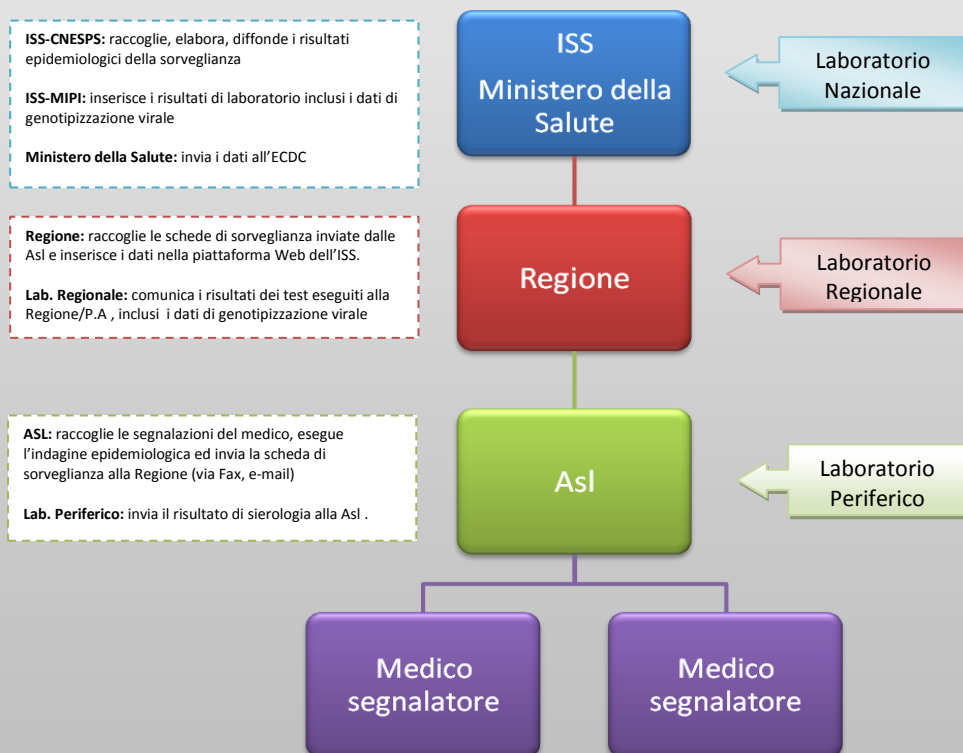 ISS-CNESPS: raccoglie, elabora, diffonde i risultati
epidemiologici della sorveglianza
ISS-MIPI: inserisce i risultati di laboratorio inclusi i dati di
genotipizzazione virale
Ministero della Salute: invia i dati all'ECDC
ISS
Ministero della
Salute
Laboratorio
Nazionale
Regione: raccoglie le schede di sorveglianza inviate dalle
Asl e inserisce i dati nella piattaforma Web dell'ISS.
Lab. Regionale: comunica i risultati dei test eseguiti alla
Regione/P.A , inclusi i dati di genotipizzazione virale
Regione
Laboratorio
Regionale
ASL: raccoglie le segnalazioni del medico, esegue
l'indagine epidemiologica ed invia la scheda di
sorveglianza alla Regione (via Fax, e-mail)
Lab. Periferico: invia il risultato di sierologia alla Asl .
Asl
Laboratorio
Periferico
Medico
segnalatore
Medico
segnalatore